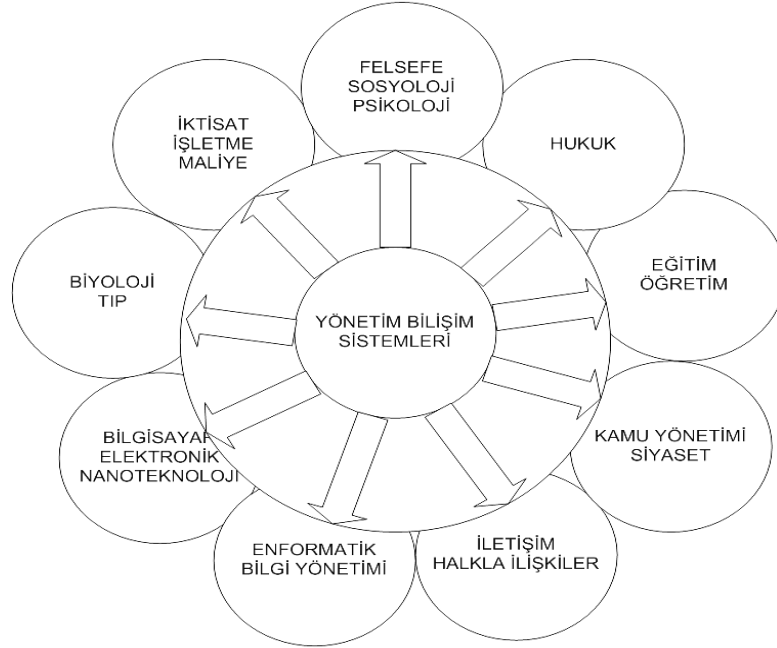 FELSEFE
SOSYOLOJİ
PSİKOLOJİ
İKTİSAT
İŞLETME
MALİYE
HUKUK
BİYOLOJİ
TIP
EĞİTİM
ÖĞRETİM
YÖNETİM BİLİŞİM
SİSTEMLERİ
BİLGİSAYAR
ELEKTRONİK
NANOTEKNOLOJI
KAMU YÖNETİMİ
SİYASET
ENFORMATİK
BİLGİ YÖNETİMİ
İLETİŞİM
HALKLA İLİŞKİLER